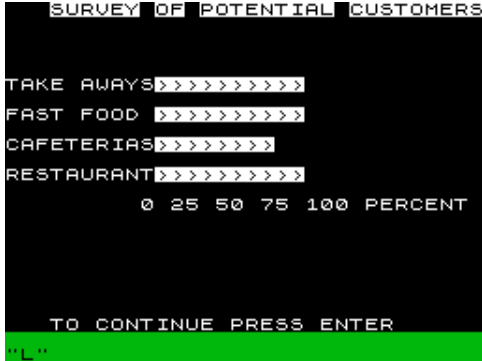 SURVEY OF POTENTIAL CUSTOMERS
TAKE AWAYS>>>>>>>>>>
FAST FOOD >>>>>>>>>>
CAFETERIAS>>>>>>>>
RESTAURANT>>>>>>>>>>
0 25 50 75 100 PERCENT
TO CONTINUE PRESS ENTER
"L"